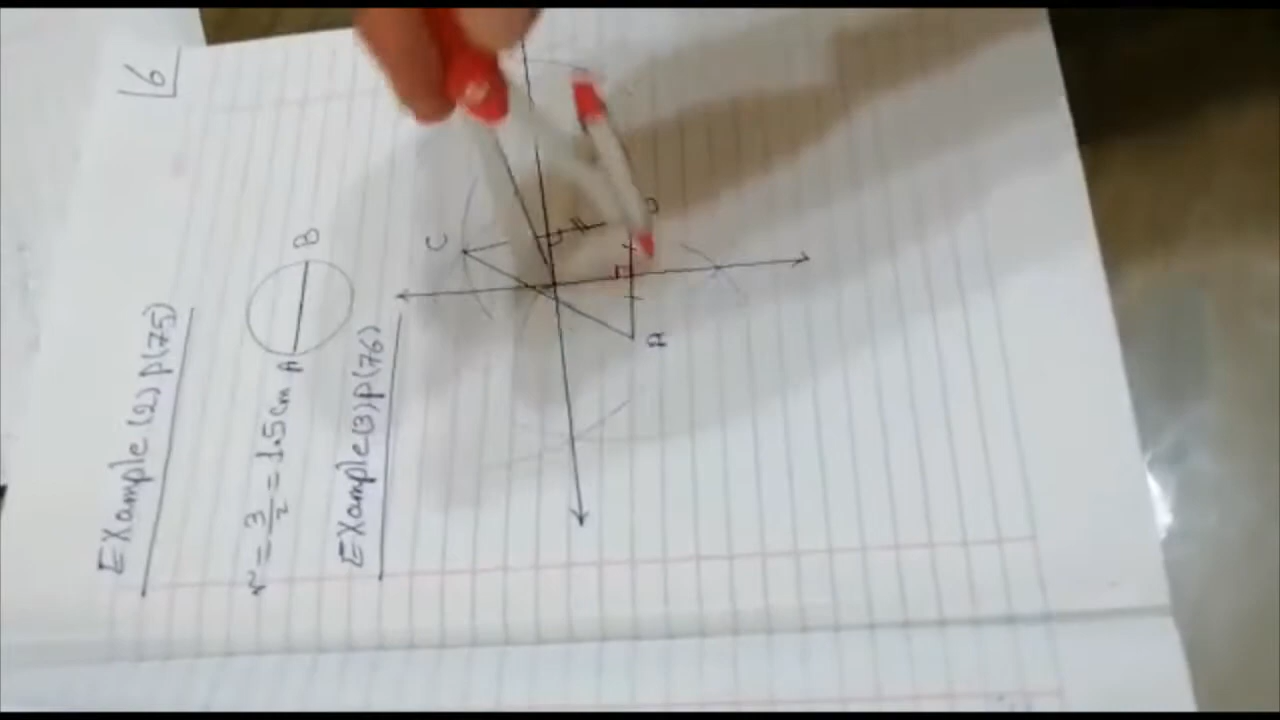 6
Example (2) P(75)
r = 3/2 = 1.5 cm
A
B
Example (3) P(76)
C
A